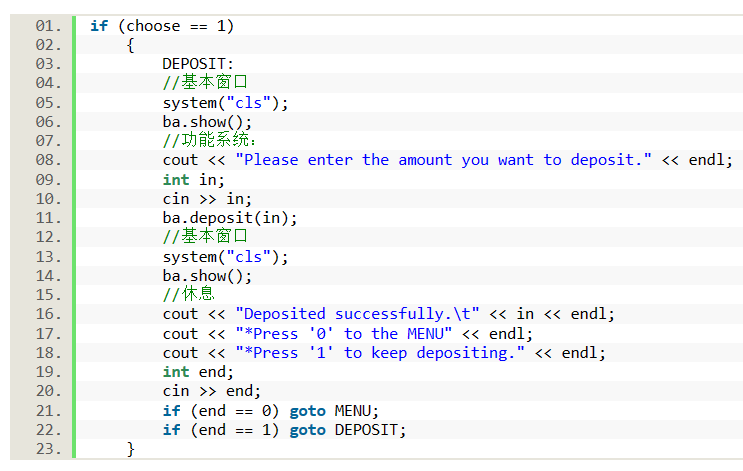 01. if (choose == 1)
02. {
03. DEPOSIT:
04. //基本窗口
05. system("cls");
06. ba.show();
07. //功能系统:
08. cout << "Please enter the amount you want to deposit." << endl;
09. int in;
10. cin >> in;
11. ba.deposit(in);
12. //基本窗口
13. system("cls");
14. ba.show();
15. //休息
16. cout << "Deposited successfully.\t" << in << endl;
17. cout << "*Press '0' to the MENU" << endl;
18. cout << "*Press '1' to keep depositing." << endl;
19. int end;
20. cin >> end;
21. if (end == 0) goto MENU;
22. if (end == 1) goto DEPOSIT;
23. }